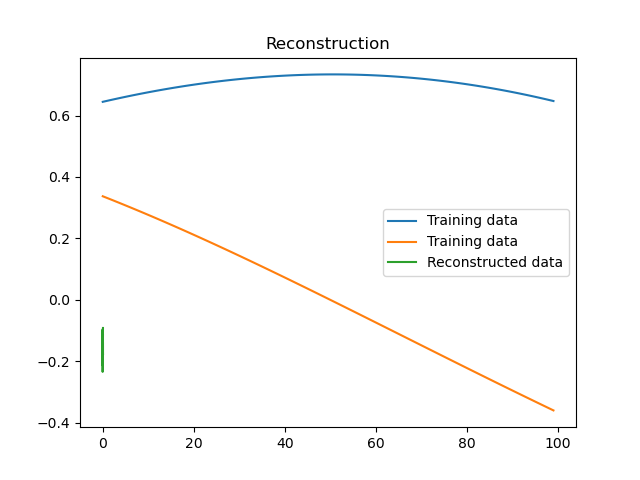 Reconstruction
0.6
0.4
0.2
0.0
−0.2
−0.4
Training data
Training data
Reconstructed data
0 20 40 60 80 100